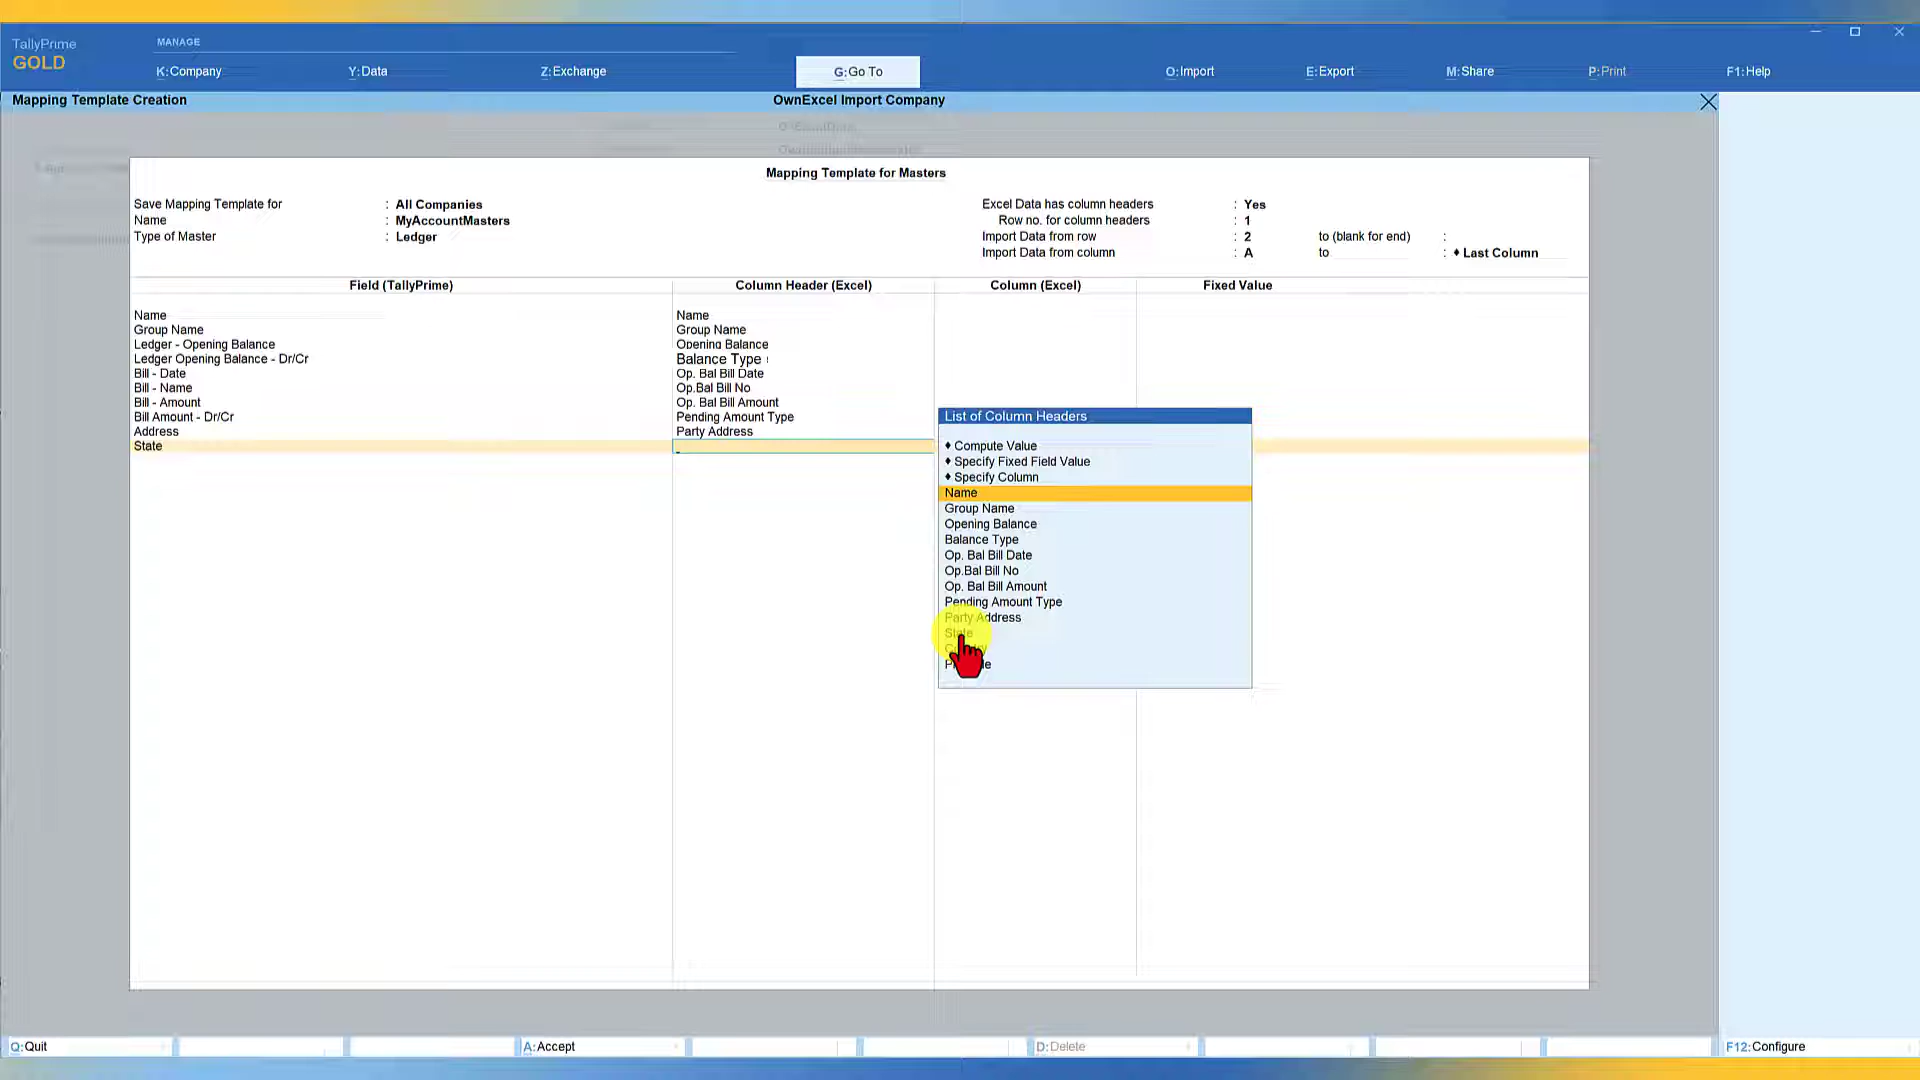 TallyPrime
GOLD
MANAGE
K:Company
Y:Data
Z:Exchange
G:Go To
O:Import
E:Export
M:Share
P:Print
F1:Help
Mapping Template Creation
OwnExcel Import Company
Mapping Template for Masters
Save Mapping Template for : All Companies
Name : MyAccountMasters
Type of Master : Ledger
Excel Data has column headers : Yes
Row no. for column headers : 1
Import Data from row : 2 to (blank for end) :
Import Data from column : A to : ♦ Last Column
Field (TallyPrime) Column Header (Excel) Column (Excel) Fixed Value
Name Name
Group Name Group Name
Ledger - Opening Balance Opening Balance
Ledger Opening Balance - Dr/Cr Balance Type
Bill - Date Op. Bal Bill Date
Bill - Name Op.Bal Bill No
Bill - Amount Op. Bal Bill Amount
Bill Amount - Dr/Cr Pending Amount Type
Address Party Address
State
List of Column Headers
♦ Compute Value
♦ Specify Fixed Field Value
♦ Specify Column
Name
Group Name
Opening Balance
Balance Type
Op. Bal Bill Date
Op.Bal Bill No
Op. Bal Bill Amount
Pending Amount Type
Party Address
State
Q:Quit
A:Accept
D:Delete
F12:Configure